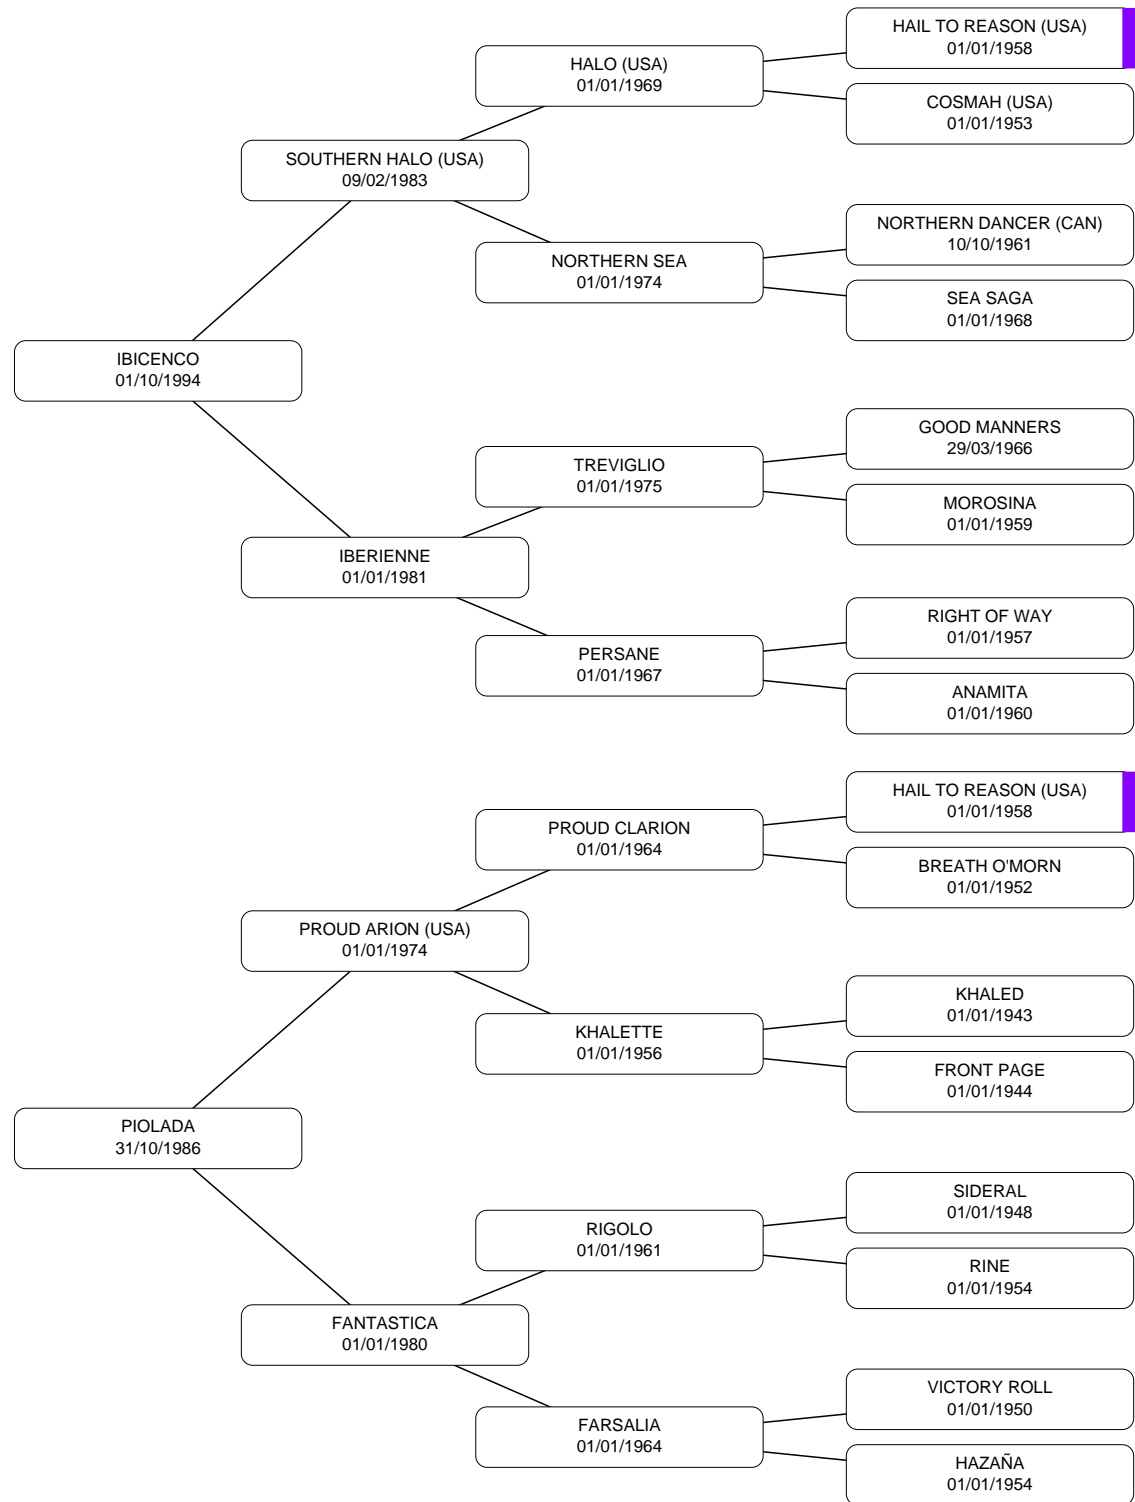 HAIL TO REASON (USA)
01/01/1958
HALO (USA)
01/01/1969
COSMAH (USA)
01/01/1953
SOUTHERN HALO (USA)
09/02/1983
NORTHERN DANCER (CAN)
10/10/1961
NORTHERN SEA
01/01/1974
SEA SAGA
01/01/1968
IBICENCO
01/10/1994
GOOD MANNERS
29/03/1966
TREVIGLIO
01/01/1975
MOROSINA
01/01/1959
IBERIENNE
01/01/1981
RIGHT OF WAY
01/01/1957
PERSANE
01/01/1967
ANAMITA
01/01/1960
HAIL TO REASON (USA)
01/01/1958
PROUD CLARION
01/01/1964
BREATH O'MORN
01/01/1952
PROUD ARION (USA)
01/01/1974
KHALED
01/01/1943
KHALETTE
01/01/1956
FRONT PAGE
01/01/1944
PIOLADA
31/10/1986
SIDERAL
01/01/1948
RIGOLO
01/01/1961
RINE
01/01/1954
FANTASTICA
01/01/1980
VICTORY ROLL
01/01/1950
FARSALIA
01/01/1964
HAZAÑA
01/01/1954